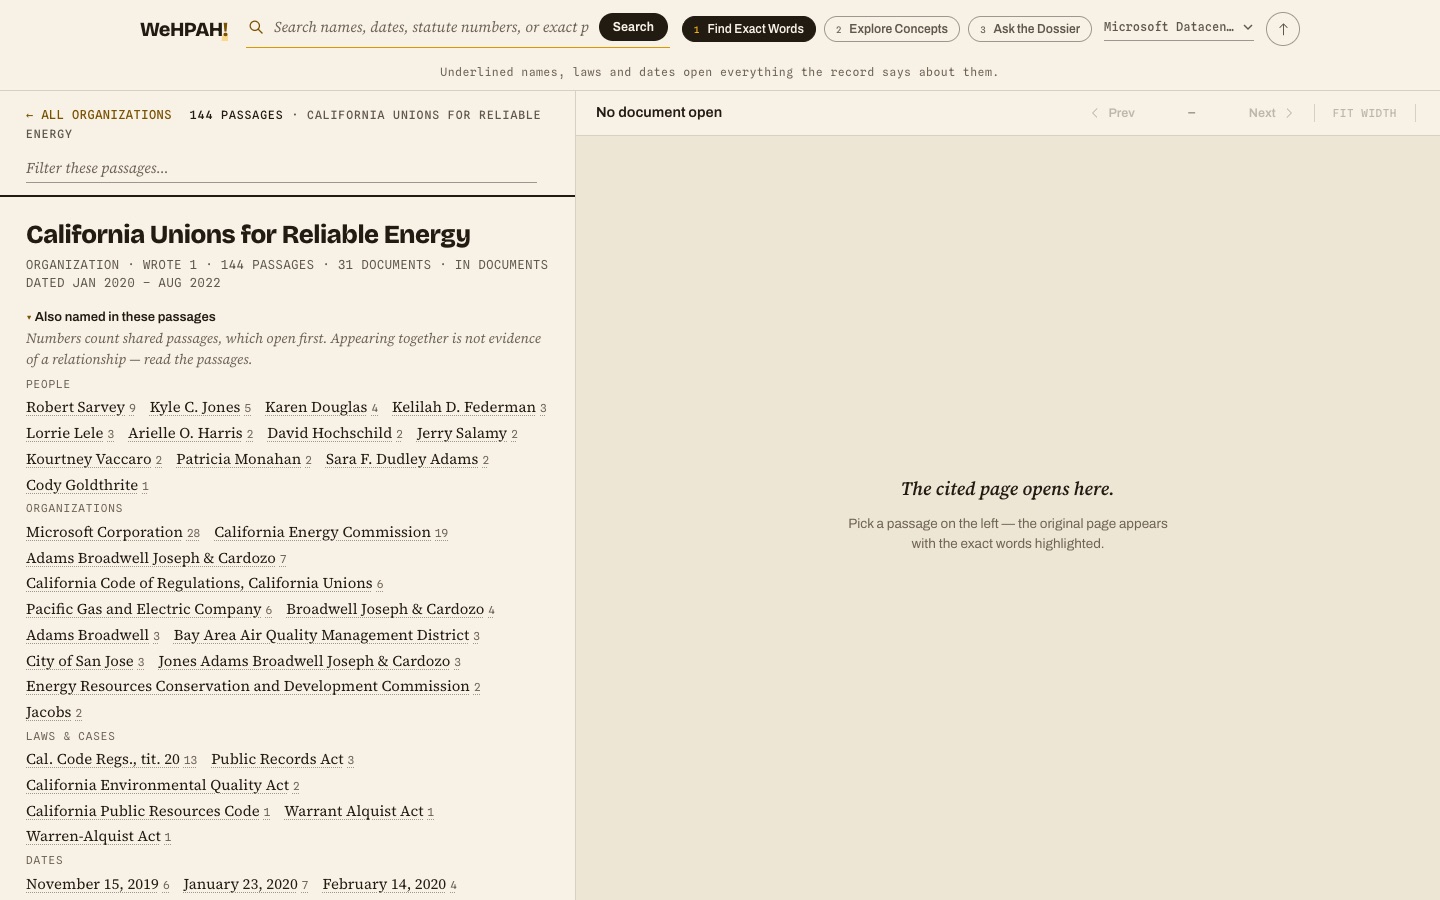 WeHPAH!
Search names, dates, statute numbers, or exact p
Search
1 Find Exact Words
2 Explore Concepts
3 Ask the Dossier
Microsoft Datacen…
Underlined names, laws and dates open everything the record says about them.
← ALL ORGANIZATIONS 144 PASSAGES · CALIFORNIA UNIONS FOR RELIABLE
ENERGY
Filter these passages…
California Unions for Reliable Energy
ORGANIZATION · WROTE 1 · 144 PASSAGES · 31 DOCUMENTS · IN DOCUMENTS
DATED JAN 2020 – AUG 2022
▾ Also named in these passages
Numbers count shared passages, which open first. Appearing together is not evidence
of a relationship — read the passages.
PEOPLE
Robert Sarvey 9 Kyle C. Jones 5 Karen Douglas 4 Kelilah D. Federman 3
Lorrie Lele 3 Arielle O. Harris 2 David Hochschild 2 Jerry Salamy 2
Kourtney Vaccaro 2 Patricia Monahan 2 Sara F. Dudley Adams 2
Cody Goldthrite 1
ORGANIZATIONS
Microsoft Corporation 28 California Energy Commission 19
Adams Broadwell Joseph & Cardozo 7
California Code of Regulations, California Unions 6
Pacific Gas and Electric Company 6 Broadwell Joseph & Cardozo 4
Adams Broadwell 3 Bay Area Air Quality Management District 3
City of San Jose 3 Jones Adams Broadwell Joseph & Cardozo 3
Energy Resources Conservation and Development Commission 2
Jacobs 2
LAWS & CASES
Cal. Code Regs., tit. 20 13 Public Records Act 3
California Environmental Quality Act 2
California Public Resources Code 1 Warrant Alquist Act 1
Warren-Alquist Act 1
DATES
November 15, 2019 6 January 23, 2020 7 February 14, 2020 4
No document open
Prev
–
Next
FIT WIDTH
The cited page opens here.
Pick a passage on the left — the original page appears
with the exact words highlighted.